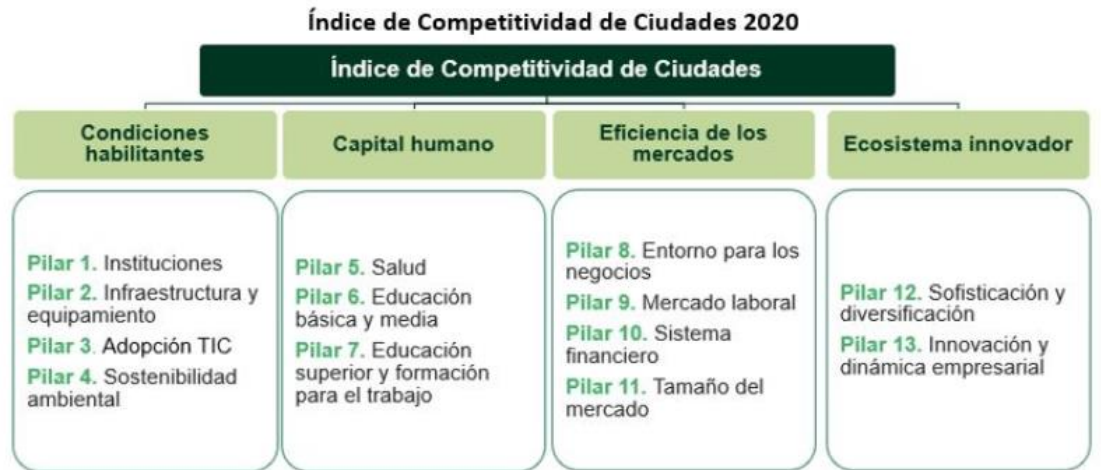 Índice de Competitividad de Ciudades 2020
Índice de Competitividad de Ciudades
Condiciones
habilitantes
Pilar 1. Instituciones
Pilar 2. Infraestructura y
equipamiento
Pilar 3. Adopción TIC
Pilar 4. Sostenibilidad
ambiental
Capital humano
Pilar 5. Salud
Pilar 6. Educación
básica y media
Pilar 7. Educación
superior y formación
para el trabajo
Eficiencia de los
mercados
Pilar 8. Entorno para los
negocios
Pilar 9. Mercado laboral
Pilar 10. Sistema
financiero
Pilar 11. Tamaño del
mercado
Ecosistema innovador
Pilar 12. Sofisticación y
diversificación
Pilar 13. Innovación y
dinámica empresarial